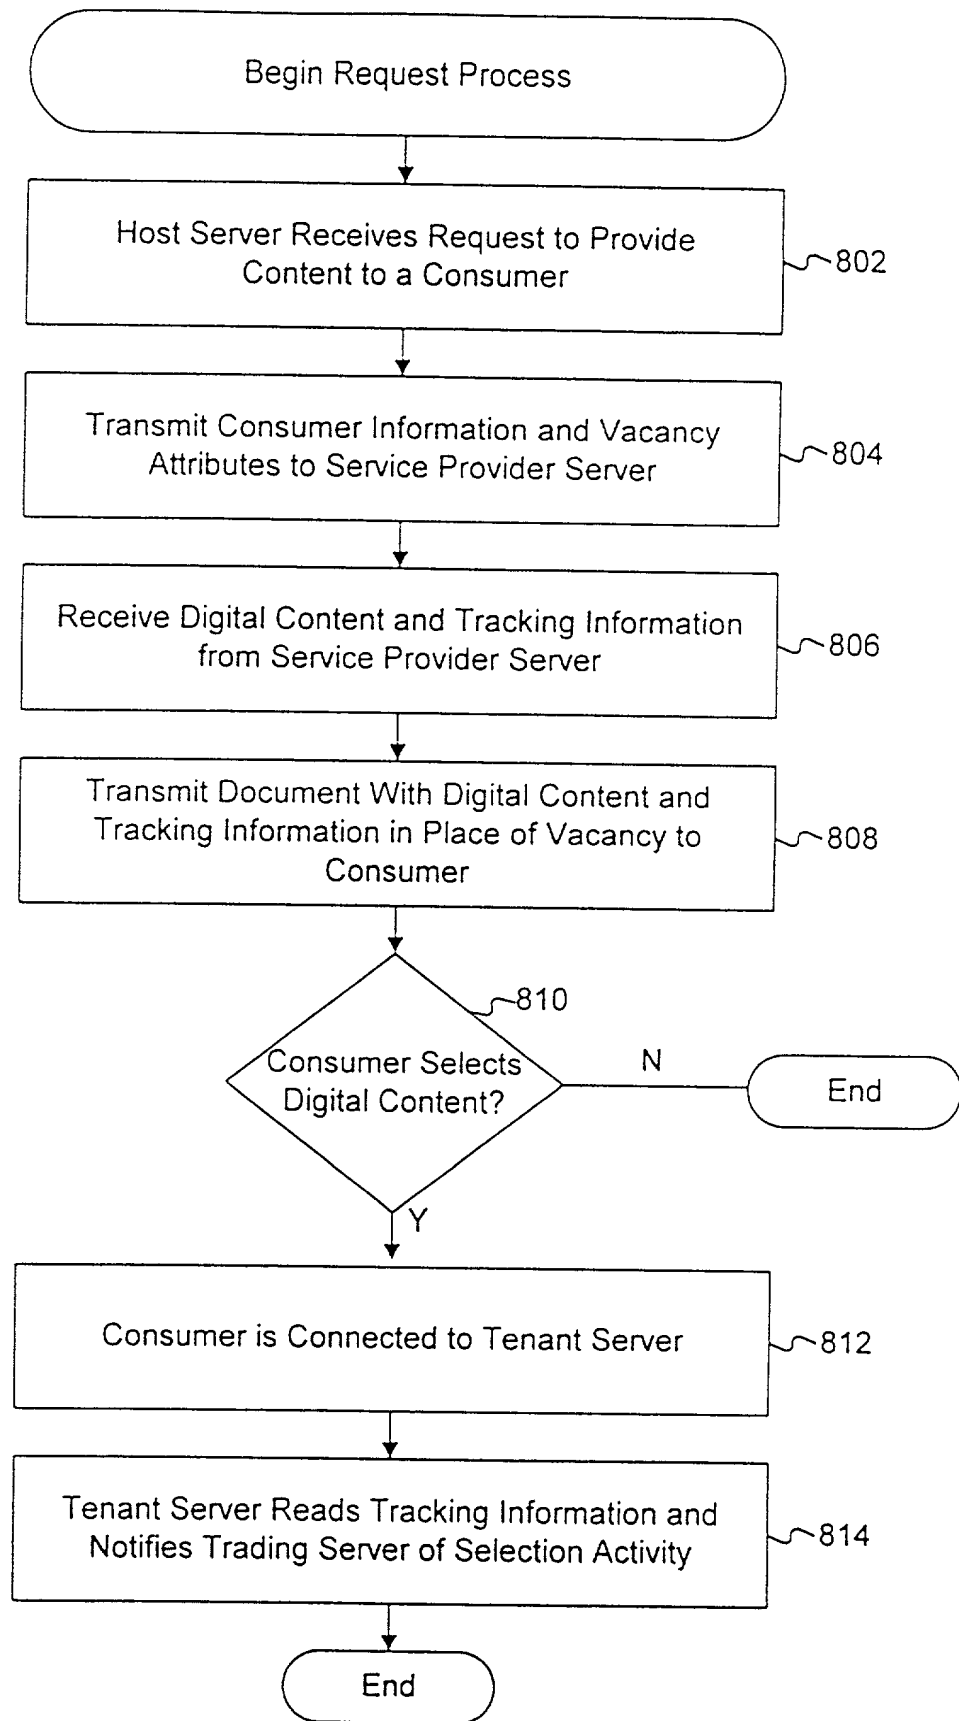 Begin Request Process
Host Server Receives Request to Provide
Content to a Consumer
802
Transmit Consumer Information and Vacancy
Attributes to Service Provider Server
804
Receive Digital Content and Tracking Information
from Service Provider Server
806
Transmit Document With Digital Content and
Tracking Information in Place of Vacancy to
Consumer
808
810
Consumer Selects
Digital Content?
N
End
Y
Consumer is Connected to Tenant Server
812
Tenant Server Reads Tracking Information and
Notifies Trading Server of Selection Activity
814
End